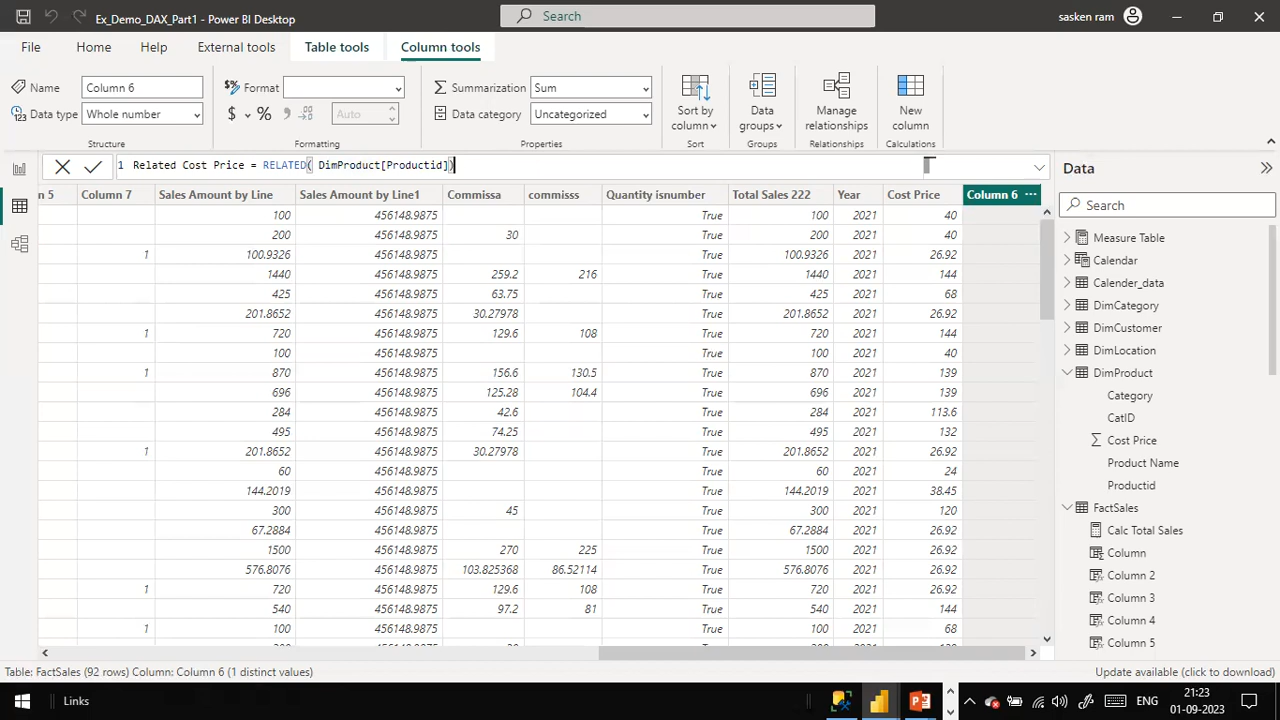 Ex_Demo_DAX_Part1 - Power BI Desktop
Search
sasken ram
File Home Help External tools Table tools Column tools
Name Column 6
Data type Whole number
Structure
Format
$ % Auto
Formatting
Summarization Sum
Data category Uncategorized
Properties
Sort by column
Sort
Data groups
Groups
Manage relationships
Relationships
New column
Calculations
1 Related Cost Price = RELATED( DimProduct[Productid])
n 5 Column 7 Sales Amount by Line Sales Amount by Line1 Commissa commisss Quantity isnumber Total Sales 222 Year Cost Price Column 6 ...
100 456148.9875 True 100 2021 40
200 456148.9875 30 True 200 2021 40
1 100.9326 456148.9875 True 100.9326 2021 26.92
1440 456148.9875 259.2 216 True 1440 2021 144
425 456148.9875 63.75 True 425 2021 68
201.8652 456148.9875 30.27978 True 201.8652 2021 26.92
1 720 456148.9875 129.6 108 True 720 2021 144
100 456148.9875 True 100 2021 40
1 870 456148.9875 156.6 130.5 True 870 2021 139
696 456148.9875 125.28 104.4 True 696 2021 139
284 456148.9875 42.6 True 284 2021 113.6
495 456148.9875 74.25 True 495 2021 132
1 201.8652 456148.9875 30.27978 True 201.8652 2021 26.92
60 456148.9875 True 60 2021 24
144.2019 456148.9875 True 144.2019 2021 38.45
300 456148.9875 45 True 300 2021 120
67.2884 456148.9875 True 67.2884 2021 26.92
1500 456148.9875 270 225 True 1500 2021 26.92
576.8076 456148.9875 103.825368 86.52114 True 576.8076 2021 26.92
1 720 456148.9875 129.6 108 True 720 2021 26.92
540 456148.9875 97.2 81 True 540 2021 144
1 100 456148.9875 True 100 2021 68
Data
Search
Measure Table
Calendar
Calender_data
DimCategory
DimCustomer
DimLocation
DimProduct
Category
CatID
Cost Price
Product Name
Productid
FactSales
Calc Total Sales
Column
Column 2
Column 3
Column 4
Column 5
Table: FactSales (92 rows) Column: Column 6 (1 distinct values)
Update available (click to download)
Links
ENG
21:23
01-09-2023